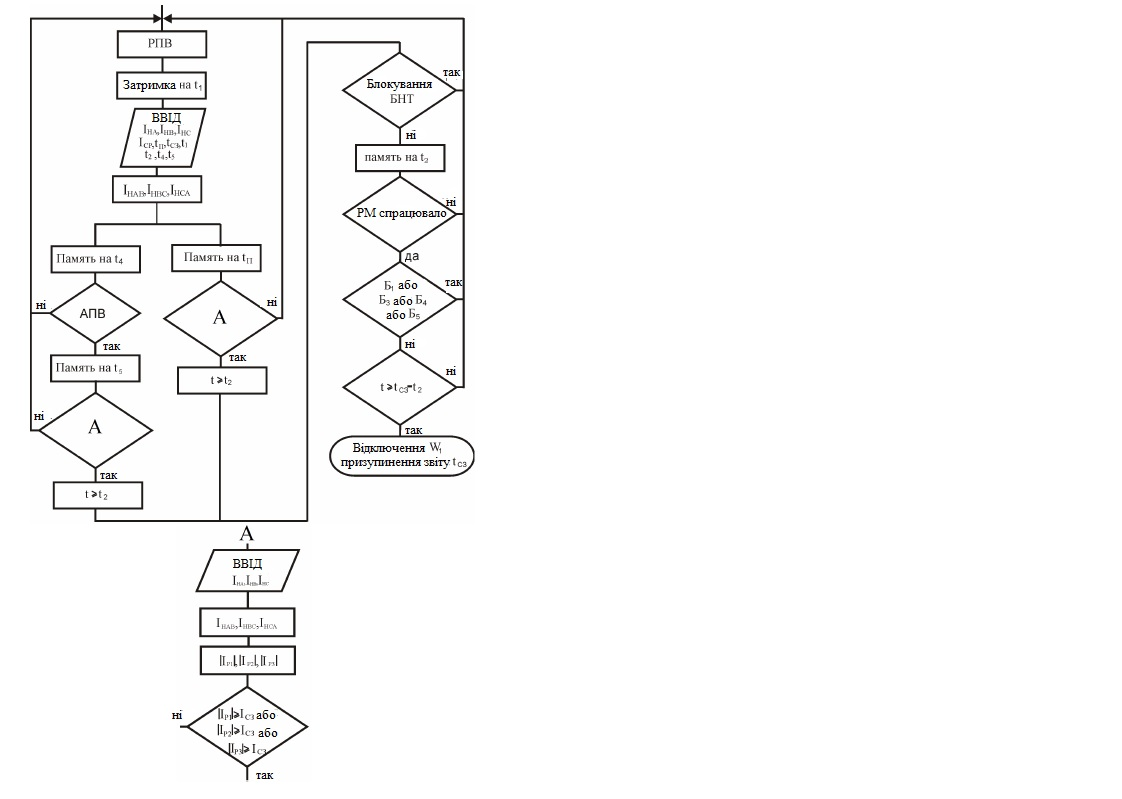 РПВ
Затримка на t₁
ВВІД
IнА,IнВ,IнС
Iср,tп,tсз,t₁
t₂,t₄,t₅
IнАВ,IнВС,IнСА
Память на t₄
АПВ
ні
так
Память на t₅
А
ні
так
t⩾t₂
Память на tп
А
ні
так
t⩾t₂
Блокування
БНТ
так
ні
память на t₂
РМ спрацювало
ні
да
Б₁ або
Б₃ або Б₄
або Б₅
так
ні
t⩾tсз-t₂
ні
так
Відключення W₁
призупинення звіту tсз
А
ВВІД
IнА,IнВ,IнС
IнАВ,IнВС,IнСА
|Iр1|,|Iр2|,|Iр3|
|Iр1|⩾Iсз або
|Iр2|⩾Iсз або
|Iр3|⩾Iсз
ні
так